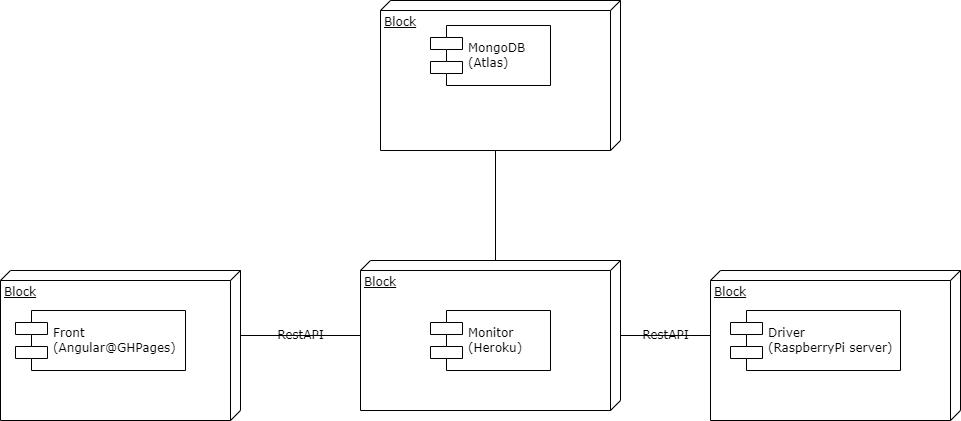 Block
MongoDB
(Atlas)
Block
Front
(Angular@GHPages)
RestAPI
Block
Monitor
(Heroku)
RestAPI
Block
Driver
(RaspberryPi server)